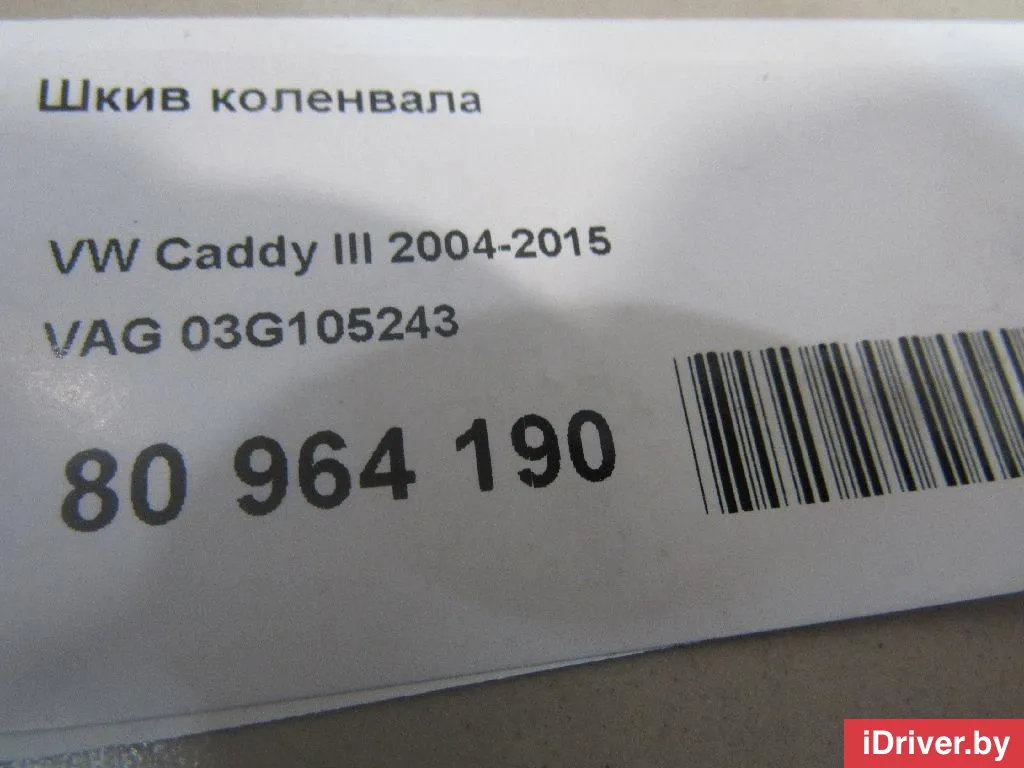 Шкив коленвала
VW Caddy III 2004-2015
VAG 03G105243
80 964 190
iDriver.by